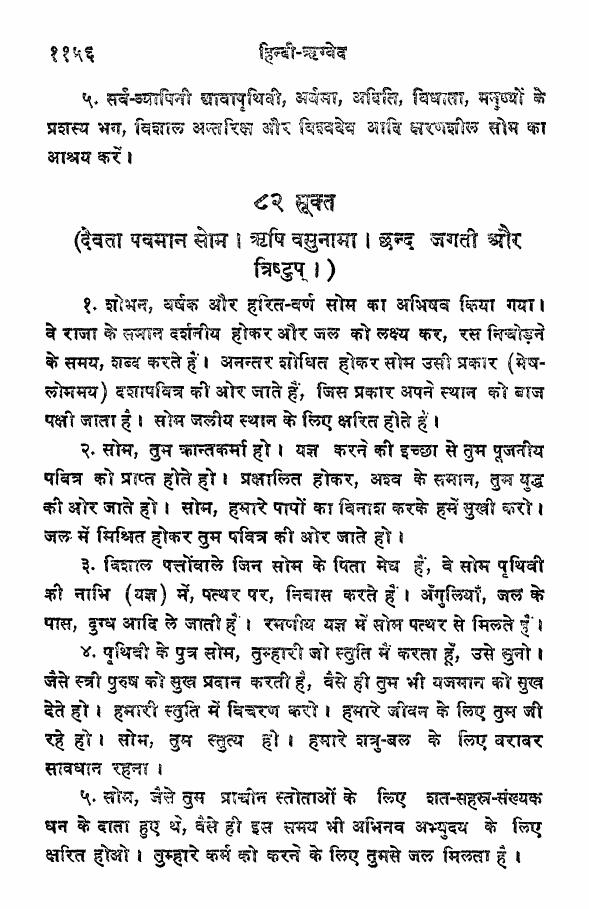 ११५६ हिन्दी-ऋग्वेद
५. सर्व-व्यापिनी द्यावापृथिवी, अर्यमा, अदिति, विधाता, मनुष्यों के
प्रशस्य भग, विशाल अन्तरिक्ष और विश्वदेव आदि क्षरणशील सोम का
आश्रय करें।
८२ सूक्त
(देवता पवमान सोम। ऋषि वसुनामा। छन्द जगती और
त्रिष्टुप्।)
१. शोभन, वर्षक और हरित-वर्ण सोम का अभिषव किया गया।
वे राजा के समान दर्शनीय होकर और जल को लक्ष्य कर, रस निचोड़ने
के समय, शब्द करते हैं। अनन्तर शोधित होकर सोम उसी प्रकार (मेष-
लोममय) दशापवित्र की ओर जाते हैं, जिस प्रकार अपने स्थान को बाज
पक्षी जाता है। सोम जलीय स्थान के लिए क्षरित होते हैं।
२. सोम, तुम क्रान्तकर्मा हो। यज्ञ करने की इच्छा से तुम पूजनीय
पवित्र को प्राप्त होते हो। प्रक्षालित होकर, अश्व के समान, तुम युद्ध
की ओर जाते हो। सोम, हमारे पापों का विनाश करके हमें सुखी करो।
जल में मिश्रित होकर तुम पवित्र की ओर जाते हो।
३. विशाल पत्तोंवाले जिन सोम के पिता मेघ हैं, वे सोम पृथिवी
की नाभि (यज्ञ) में, पत्थर पर, निवास करते हैं। अँगुलियाँ, जल के
पास, दुग्ध आदि ले जाती हैं। रमणीय यज्ञ में सोम पत्थर से मिलते हैं।
४. पृथिवी के पुत्र सोम, तुम्हारी जो स्तुति मैं करता हूँ, उसे सुनो।
जैसे स्त्री पुरुष को सुख प्रदान करती है, वैसे ही तुम भी यजमान को सुख
देते हो। हमारी स्तुति में विचरण करो। हमारे जीवन के लिए तुम जी
रहे हो। सोम, तुम स्तुत्य हो। हमारे शत्रु-बल के लिए बराबर
सावधान रहना।
५. सोम, जैसे तुम प्राचीन स्तोताओं के लिए शत-सहस्र-संख्यक
धन के दाता हुए थे, वैसे ही इस समय भी अभिनव अभ्युदय के लिए
क्षरित होओ। तुम्हारे कर्म को करने के लिए तुमसे जल मिलता है।